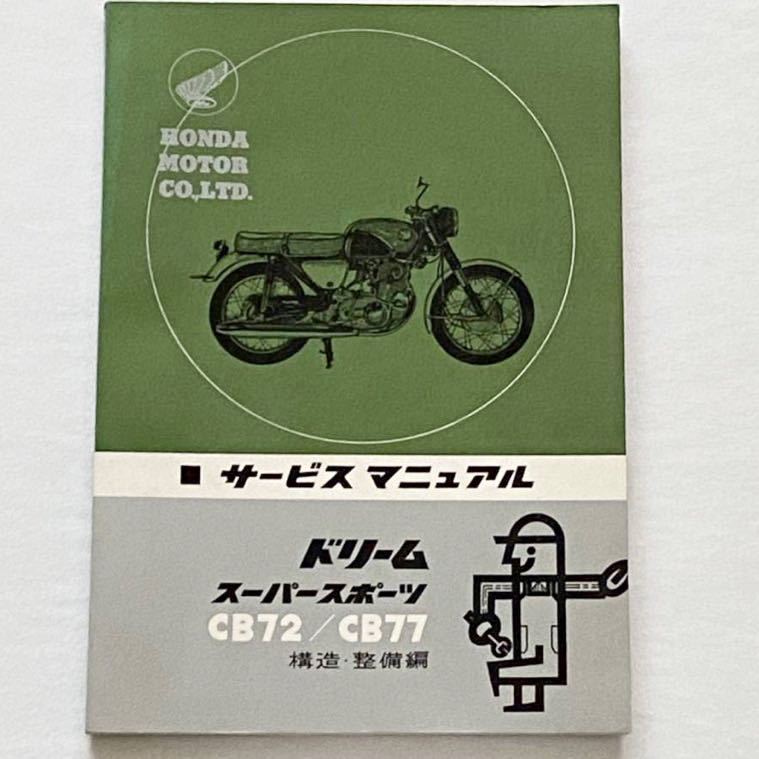 HONDA
MOTOR
CO.,LTD.
■ サービス マニュアル
ドリーム
スーパースポーツ
CB72／CB77
構造・整備編